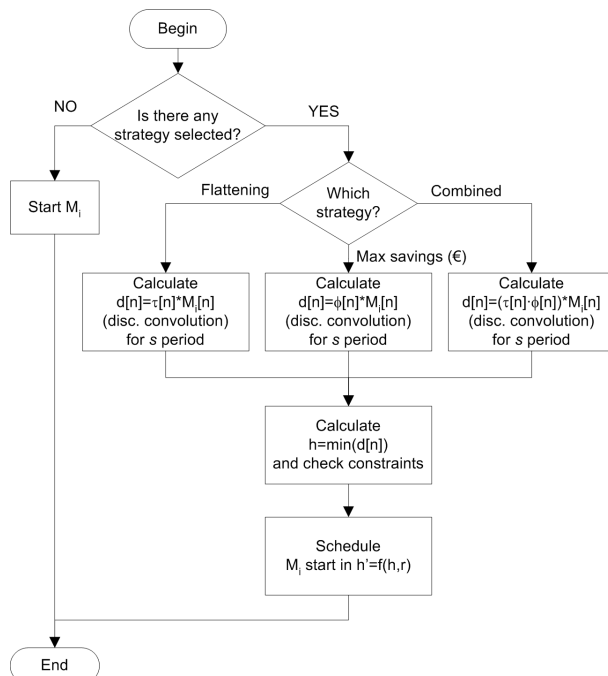 Begin
NO
Is there any
strategy selected?
YES
Start Mi
Flattening
Which
strategy?
Combined
Max savings (€)
Calculate
d[n]=τ[n]*Mi[n]
(disc. convolution)
for s period
Calculate
d[n]=ϕ[n]*Mi[n]
(disc. convolution)
for s period
Calculate
d[n]=(τ[n]·ϕ[n])*Mi[n]
(disc. convolution)
for s period
Calculate
h=min(d[n])
and check constraints
Schedule
Mi start in h’=f(h,r)
End